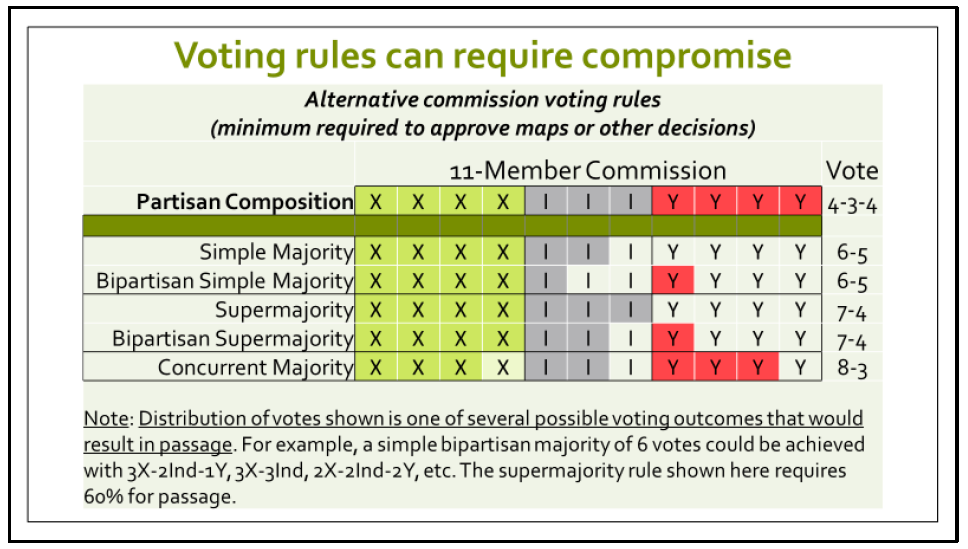 Voting rules can require compromise
Alternative commission voting rules
(minimum required to approve maps or other decisions)
11-Member Commission Vote
Partisan Composition X X X X I I I Y Y Y Y 4-3-4
Simple Majority X X X X I I I Y Y Y Y 6-5
Bipartisan Simple Majority X X X X I I I Y Y Y Y 6-5
Supermajority X X X X I I I Y Y Y Y 7-4
Bipartisan Supermajority X X X X I I I Y Y Y Y 7-4
Concurrent Majority X X X X I I I Y Y Y Y 8-3
Note: Distribution of votes shown is one of several possible voting outcomes that would
result in passage. For example, a simple bipartisan majority of 6 votes could be achieved
with 3X-2Ind-1Y, 3X-3Ind, 2X-2Ind-2Y, etc. The supermajority rule shown here requires
60% for passage.